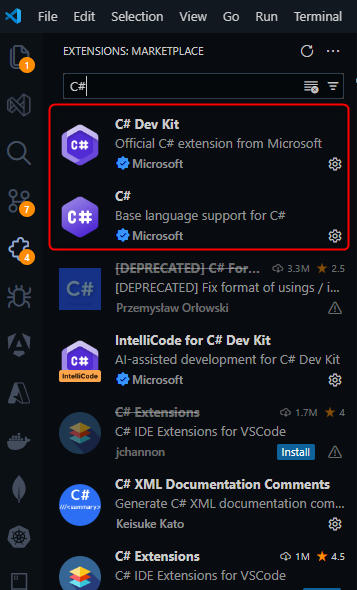 File Edit Selection View Go Run Terminal
EXTENSIONS: MARKETPLACE
1
C#
C# Dev Kit
C#
Official C# extension from Microsoft
Microsoft
7
C#
C#
Base language support for C#
Microsoft
4
[DEPRECATED] C# For... 3.3M 2.5
C#
[DEPRECATED] Fix format of usings / i...
Przemysław Orłowski
IntelliCode for C# Dev Kit
C#
AI-assisted development for C# Dev Kit
IntelliCode
Microsoft
C# Extensions 1.7M 4
C# IDE Extensions for VSCode
jchannon Install
C# XML Documentation Comments
C#
///<summary>
Generate C# XML documentation com...
Keisuke Kato
C# Extensions 1M 4.5
C# IDE Extensions for VSCode